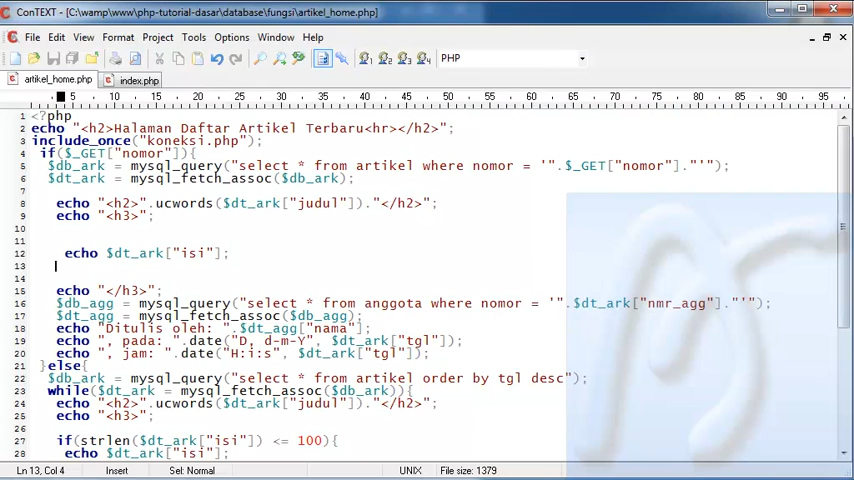 ConTEXT - [C:\wamp\www\php-tutorial-dasar\database\fungsi\artikel_home.php]
File Edit View Format Project Tools Options Window Help
1 2 3 4 PHP
artikel_home.php index.php
5 10 15 20 25 30 35 40 45 50 55 60 65 70 75 80 85 90 95
1 <?php
2 echo "<h2>Halaman Daftar Artikel Terbaru<hr></h2>";
3 include_once("koneksi.php");
4 if($_GET["nomor"]){
5 $db_ark = mysql_query("select * from artikel where nomor = '".$_GET["nomor"]."'");
6 $dt_ark = mysql_fetch_assoc($db_ark);
7
8 echo "<h2>".ucwords($dt_ark["judul"])."</h2>";
9 echo "<h3>";
10
11
12 echo $dt_ark["isi"];
13
14
15 echo "</h3>";
16 $db_agg = mysql_query("select * from anggota where nomor = '".$dt_ark["nmr_agg"]."'");
17 $dt_agg = mysql_fetch_assoc($db_agg);
18 echo "Ditulis oleh: ".$dt_agg["nama"];
19 echo ", pada: ".date("D, d-m-Y", $dt_ark["tgl"]);
20 echo ", jam: ".date("H:i:s", $dt_ark["tgl"]);
21 }else{
22 $db_ark = mysql_query("select * from artikel order by tgl desc");
23 while($dt_ark = mysql_fetch_assoc($db_ark)){
24 echo "<h2>".ucwords($dt_ark["judul"])."</h2>";
25 echo "<h3>";
26
27 if(strlen($dt_ark["isi"]) <= 100){
28 echo $dt_ark["isi"];
Ln 13, Col 4 Insert Sel: Normal UNIX File size: 1379